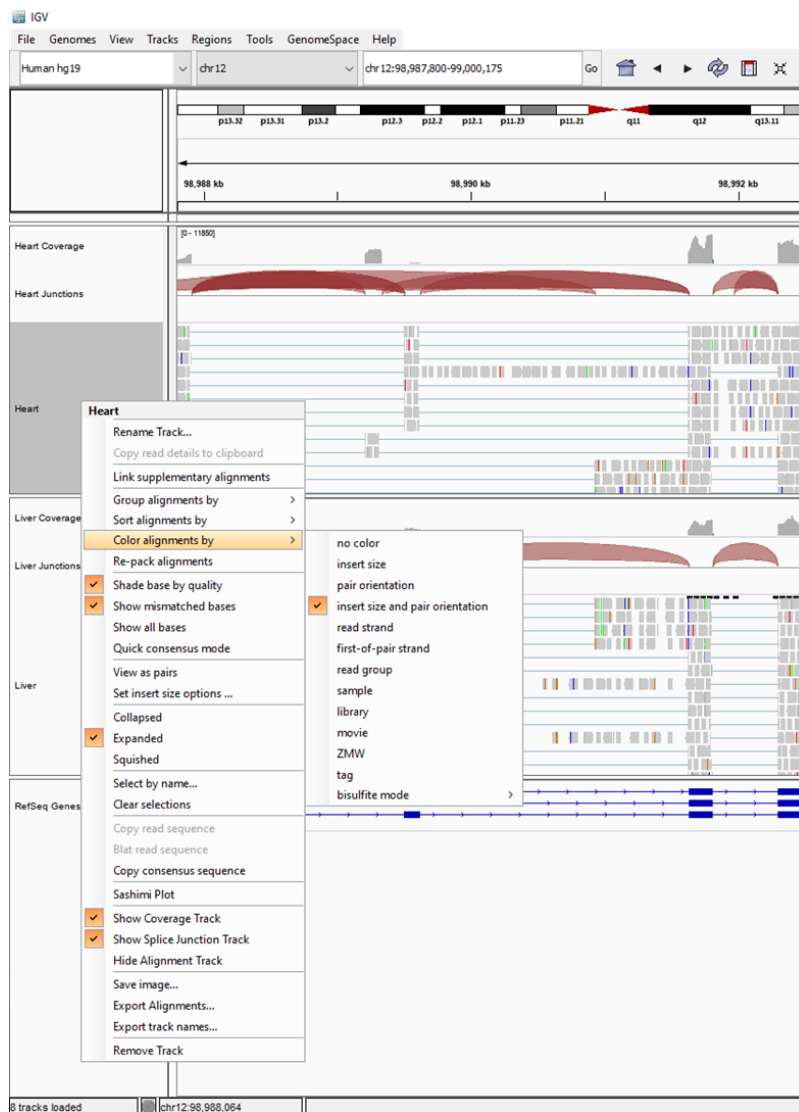 IGV
File Genomes View Tracks Regions Tools GenomeSpace Help
Human hg19 chr12 chr12:98,987,800-99,000,175 Go
p13.32 p13.31 p13.2 p12.3 p12.2 p12.1 p11.23 p11.21 q11 q12 q13.11
98,988 kb 98,990 kb 98,992 kb
[0 - 11850]
Heart Coverage
Heart Junctions
Heart
Heart
Rename Track...
Copy read details to clipboard
Link supplementary alignments
Group alignments by
Sort alignments by
Color alignments by
Re-pack alignments
Shade base by quality
Show mismatched bases
Show all bases
Quick consensus mode
View as pairs
Set insert size options ...
Collapsed
Expanded
Squished
Select by name...
Clear selections
Copy read sequence
Blat read sequence
Copy consensus sequence
Sashimi Plot
Show Coverage Track
Show Splice Junction Track
Hide Alignment Track
Save image...
Export Alignments...
Export track names...
Remove Track
no color
insert size
pair orientation
insert size and pair orientation
read strand
first-of-pair strand
read group
sample
library
movie
ZMW
tag
bisulfite mode
Liver Coverage
Liver Junctions
Liver
RefSeq Genes
8 tracks loaded chr12:98,988,064